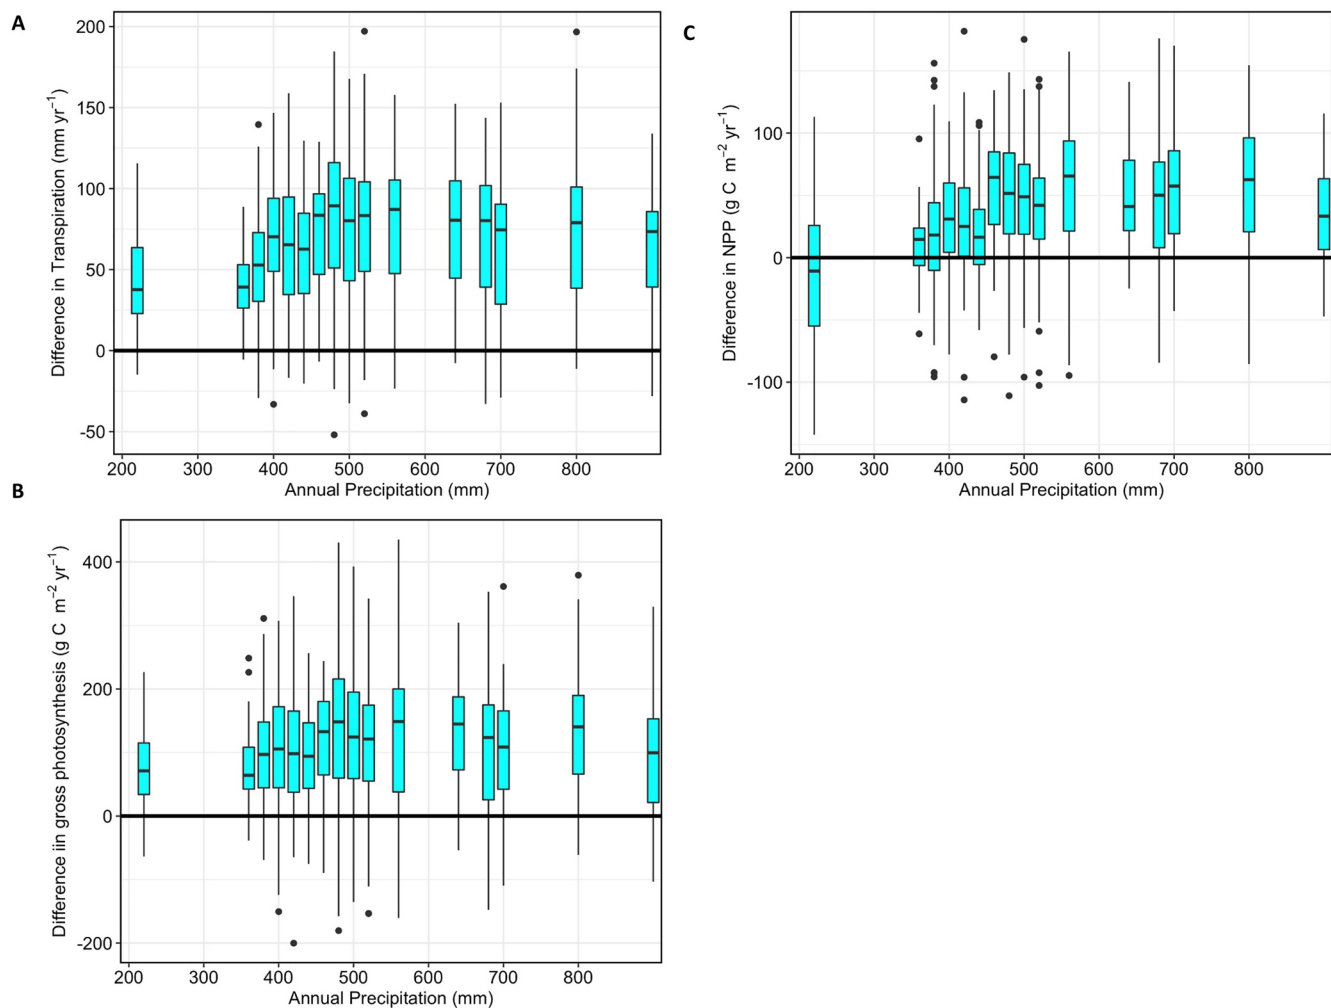 A
Difference in Transpiration (mm yr⁻¹)
200
150
100
50
0
-50
200 300 400 500 600 700 800
Annual Precipitation (mm)
B
Difference iin gross photosynthesis (g C m⁻² yr⁻¹)
400
200
0
-200
200 300 400 500 600 700 800
Annual Precipitation (mm)
C
Difference in NPP (g C m⁻² yr⁻¹)
100
0
-100
200 300 400 500 600 700 800
Annual Precipitation (mm)